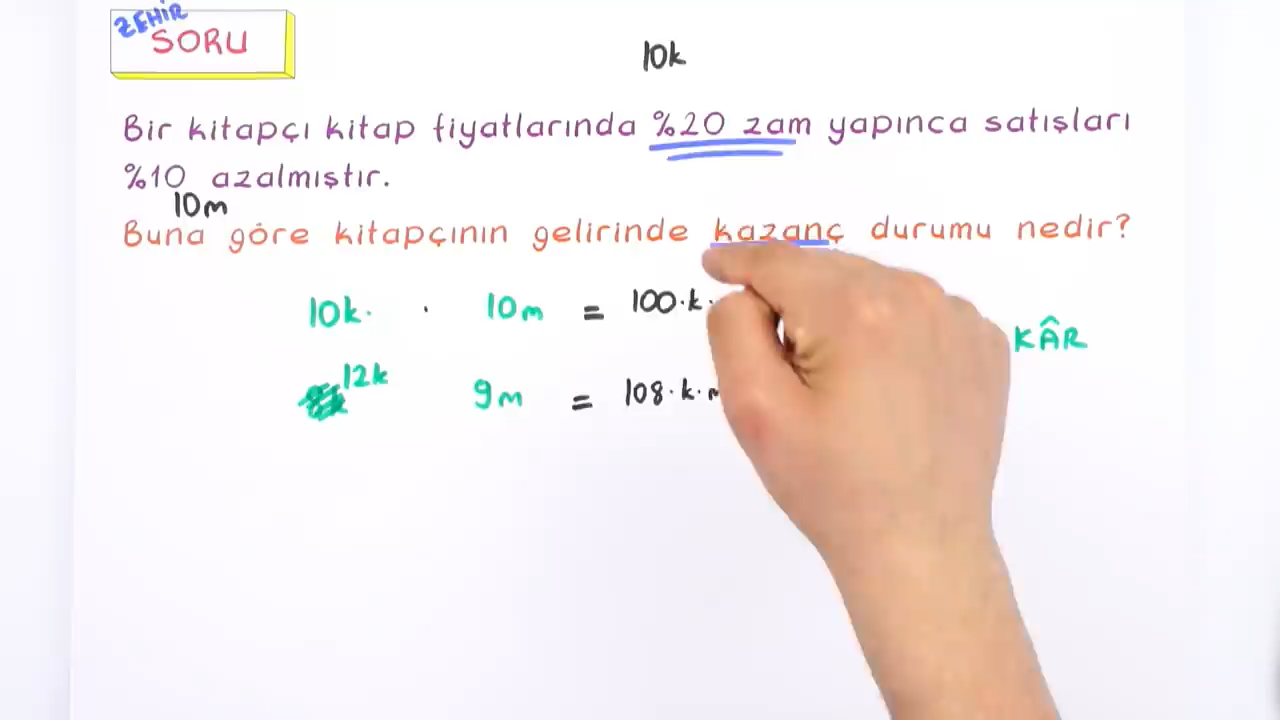 ZEHİR
SORU
10k
Bir kitapçı kitap fiyatlarında %20 zam yapınca satışları
%10 azalmıştır.
10m
Buna göre kitapçının gelirinde kazanç durumu nedir?
10k. . 10m = 100.k.
KÂR
12k 9m = 108.k.m